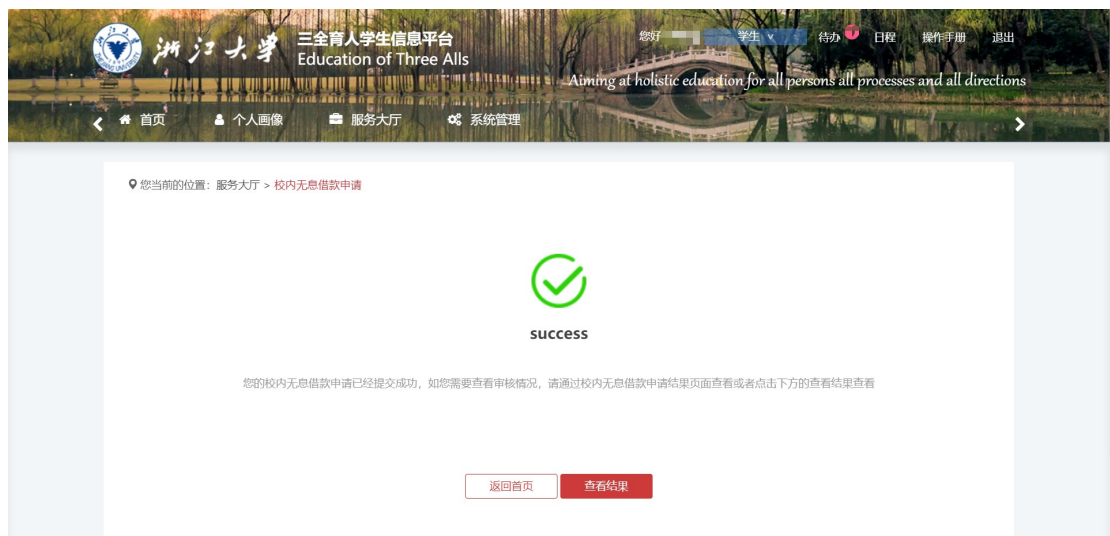 浙江大学
三全育人学生信息平台
Education of Three Alls
您好 学生 待办 日程 操作手册 退出
Aiming at holistic education for all persons all processes and all directions
首页 个人画像 服务大厅 系统管理
您当前的位置：服务大厅 > 校内无息借款申请
success
您的校内无息借款申请已经提交成功，如您需要查看审核情况，请通过校内无息借款申请结果页面查看或者点击下方的查看结果查看
返回首页 查看结果